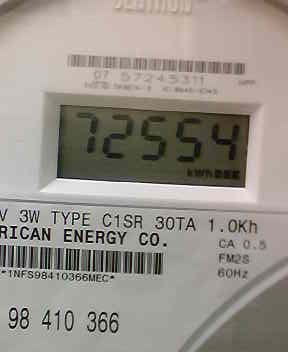 07 57245311
72554
kWh
V 3W TYPE C1SR 30TA 1.0Kh
RICAN ENERGY CO.
CA 0.5
FM2S
*1NFS98410366MEC*
60Hz
98 410 366